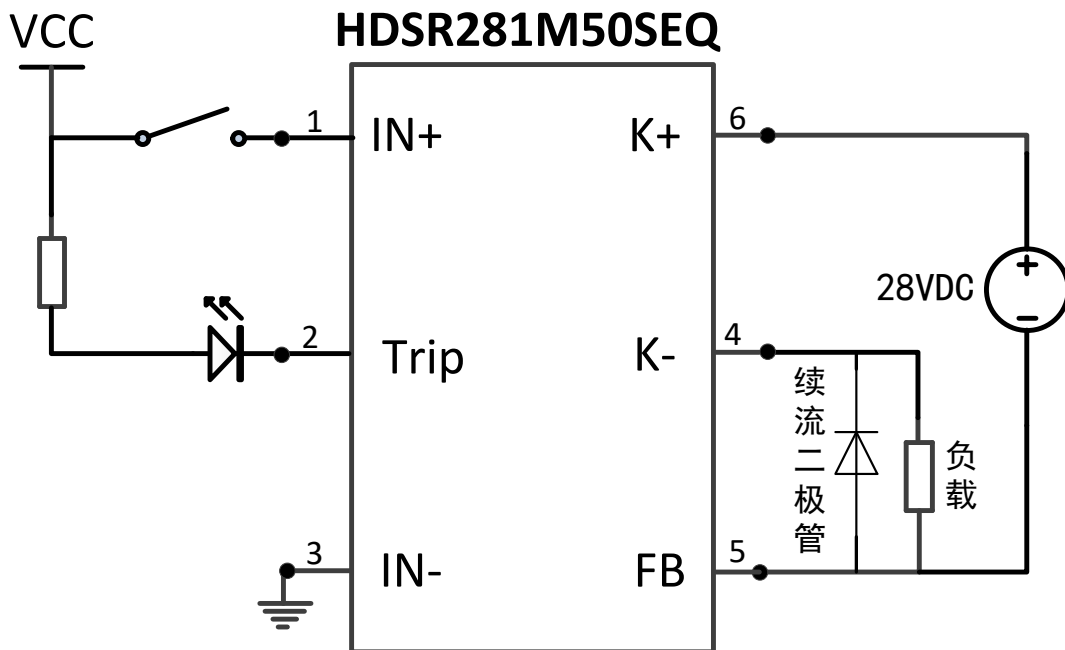 HDSR281M50SEQ
VCC
1
IN+
K+
6
28VDC
2
Trip
K-
4
续流二极管
负载
3
IN-
FB
5